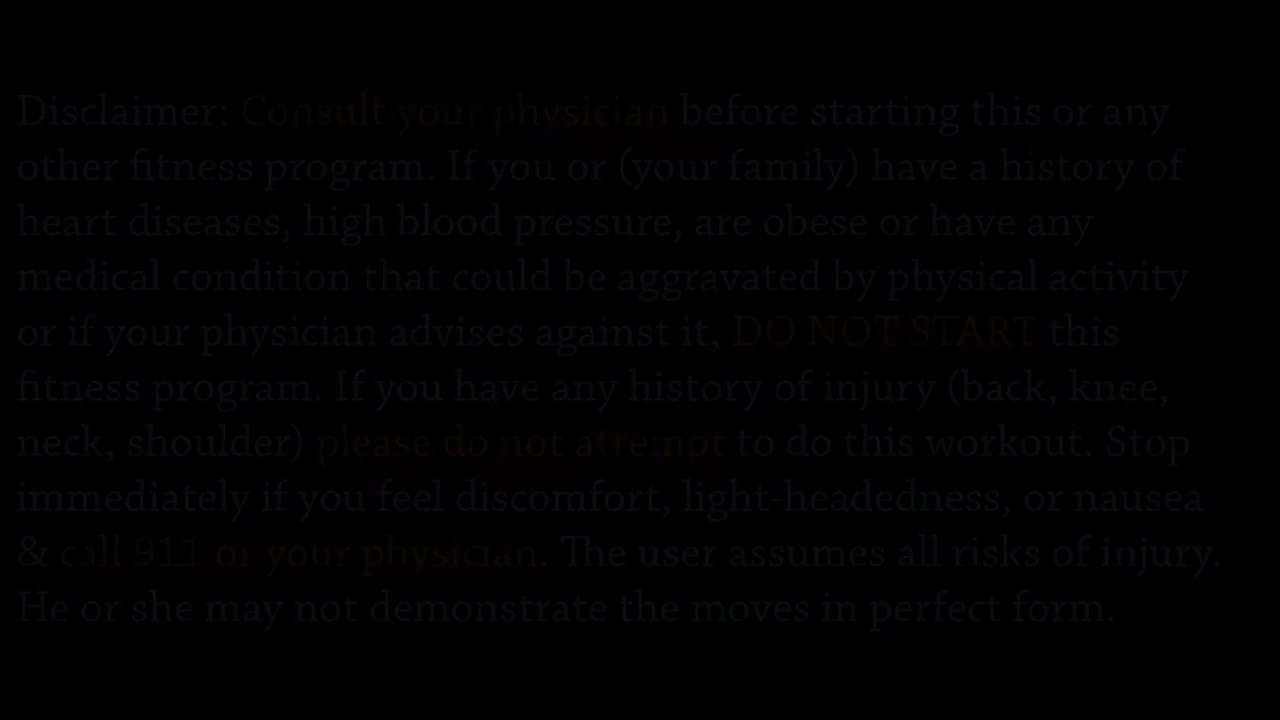 Disclaimer: Consult your physician before starting this or any
other fitness program. If you or (your family) have a history of
heart diseases, high blood pressure, are obese or have any
medical condition that could be aggravated by physical activity
or if your physician advises against it, DO NOT START this
fitness program. If you have any history of injury (back, knee,
neck, shoulder) please do not attempt to do this workout. Stop
immediately if you feel discomfort, light-headedness, or nausea
& call 911 or your physician. The user assumes all risks of injury.
He or she may not demonstrate the moves in perfect form.